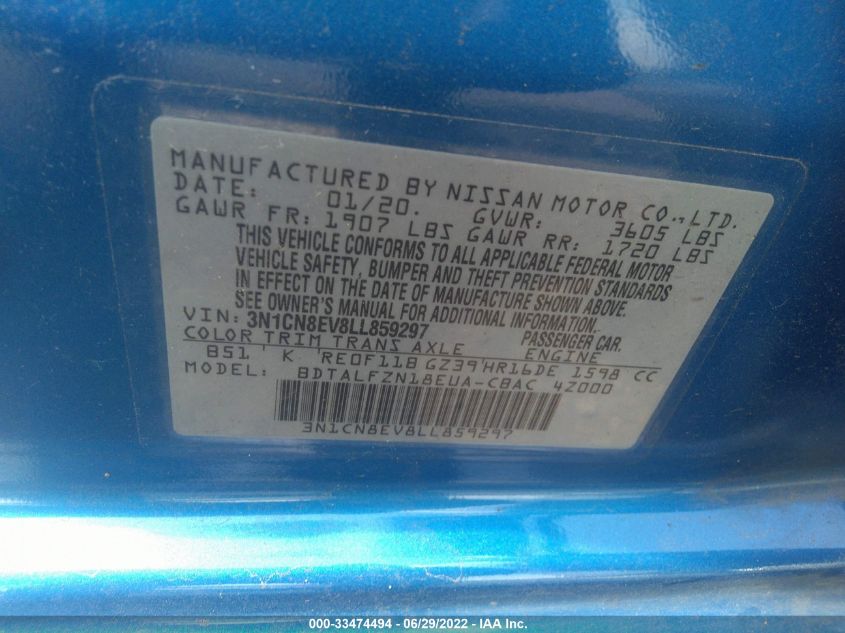 MANUFACTURED BY NISSAN MOTOR CO.,LTD.
DATE: 01/20. GVWR: 3605 LBS
GAWR FR: 1907 LBS GAWR RR: 1720 LBS
THIS VEHICLE CONFORMS TO ALL APPLICABLE FEDERAL MOTOR
VEHICLE SAFETY, BUMPER AND THEFT PREVENTION STANDARDS
IN EFFECT ON THE DATE OF MANUFACTURE SHOWN ABOVE.
SEE OWNER'S MANUAL FOR ADDITIONAL INFORMATION.
VIN: 3N1CN8EV8LL859297 PASSENGER CAR.
COLOR TRIM TRANS AXLE ENGINE
B51 K RE0F11B GZ39 HR16DE 1598 CC
MODEL: BDTALFZN18EUA-CBAC 4Z000
3N1CN8EV8LL859297
000-33474494 - 06/29/2022 - IAA Inc.